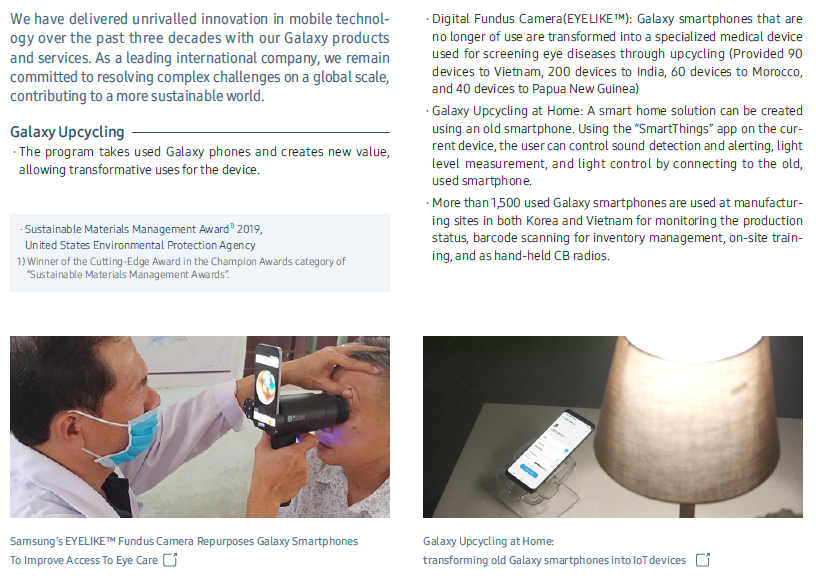 We have delivered unrivalled innovation in mobile technol-
ogy over the past three decades with our Galaxy products
and services. As a leading international company, we remain
committed to resolving complex challenges on a global scale,
contributing to a more sustainable world.
Galaxy Upcycling
· The program takes used Galaxy phones and creates new value,
allowing transformative uses for the device.
· Sustainable Materials Management Award1) 2019,
United States Environmental Protection Agency
1) Winner of the Cutting-Edge Award in the Champion Awards category of
“Sustainable Materials Management Awards”.
· Digital Fundus Camera(EYELIKE™): Galaxy smartphones that are
no longer of use are transformed into a specialized medical device
used for screening eye diseases through upcycling (Provided 90
devices to Vietnam, 200 devices to India, 60 devices to Morocco,
and 40 devices to Papua New Guinea)
· Galaxy Upcycling at Home: A smart home solution can be created
using an old smartphone. Using the “SmartThings” app on the cur-
rent device, the user can control sound detection and alerting, light
level measurement, and light control by connecting to the old,
used smartphone.
· More than 1,500 used Galaxy smartphones are used at manufactur-
ing sites in both Korea and Vietnam for monitoring the production
status, barcode scanning for inventory management, on-site train-
ing, and as hand-held CB radios.
Samsung’s EYELIKE™ Fundus Camera Repurposes Galaxy Smartphones
To Improve Access To Eye Care
Galaxy Upcycling at Home:
transforming old Galaxy smartphones into IoT devices